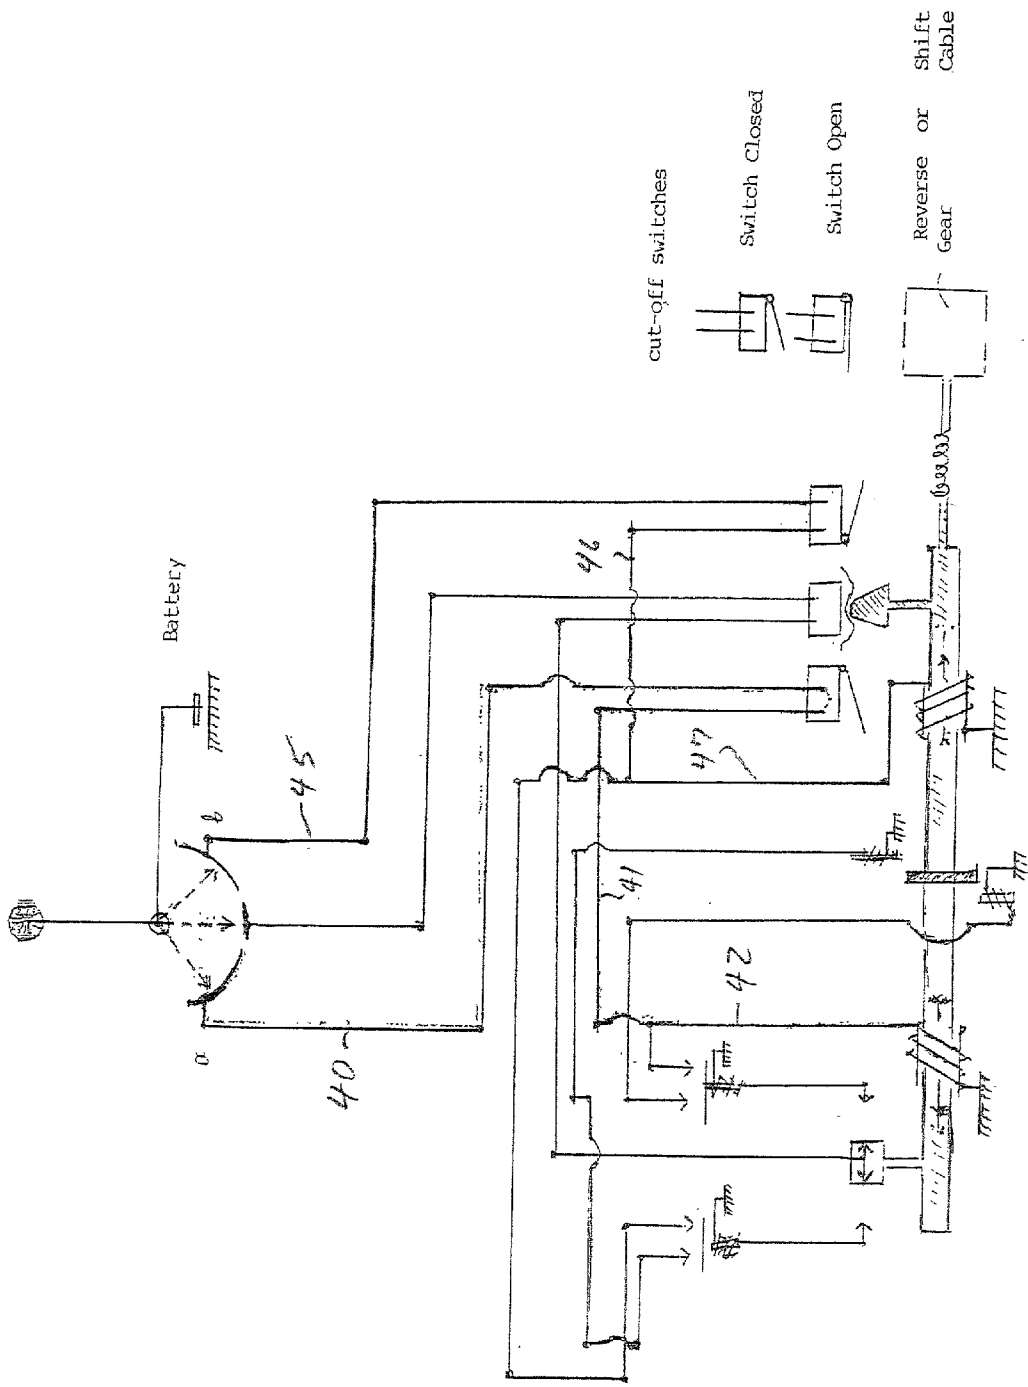 Battery
a
b
40
45
46
47
41
42
cut-off switches
Switch Closed
Switch Open
Reverse or Shift
Gear Cable